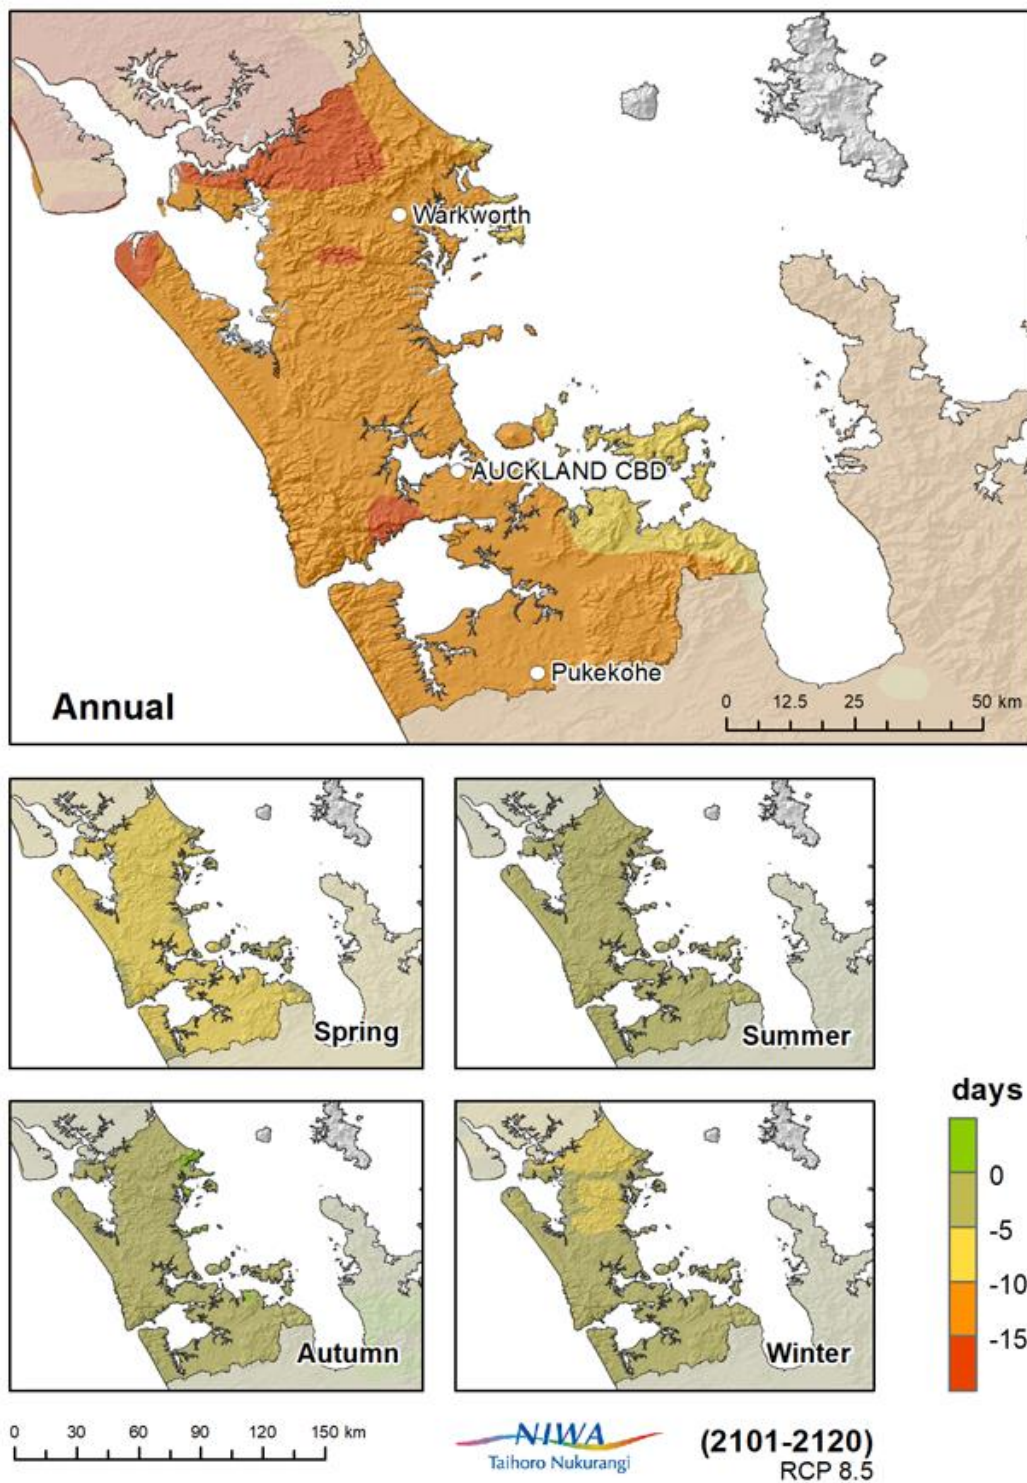 Warkworth
AUCKLAND CBD
Pukekohe
Annual
0 12.5 25 50 km
Spring
Summer
Autumn
Winter
days
0
-5
-10
-15
0 30 60 90 120 150 km
NIWA
Taihoro Nukurangi
(2101-2120)
RCP 8.5